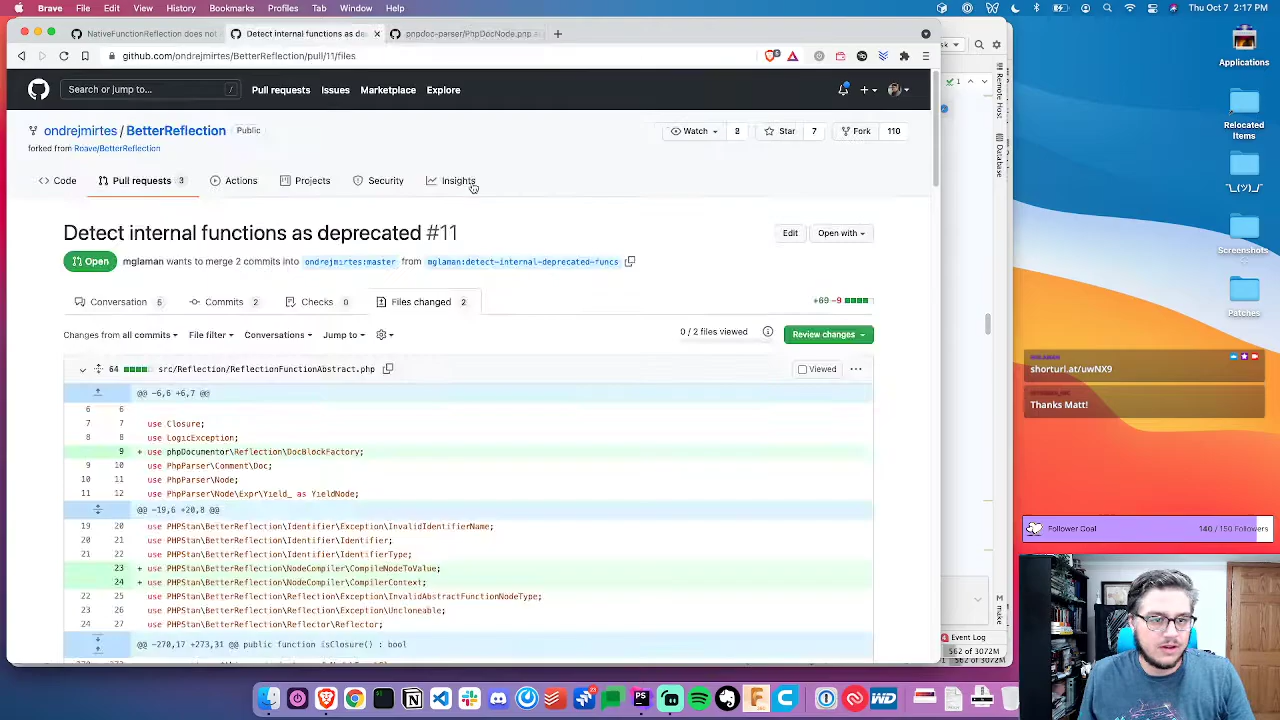 Brave File Edit View History Bookmarks Profiles Tab Window Help
Thu Oct 7 2:17 PM
NativeFunctionReflection does not
Detect internal functions as de
phpdoc-parser/PhpDocNode.php a
github.com/ondrejmirtes/BetterReflection/pull/11/files
Search or jump to... /
Issues
Explore
ondrejmirtes / BetterReflection Public
forked from Roave/BetterReflection
Watch 2 Star 7 Fork 110
Code Pull requests 3 Actions Projects Security Insights
Detect internal functions as deprecated #11
Edit Open with
Open mglaman wants to merge 2 commits into ondrejmirtes:master from mglaman:detect-internal-deprecated-funcs
Conversation 6 Commits 2 Checks 0 Files changed 2
+69 −9
Changes from all commits File filter Conversations Jump to
0 / 2 files viewed Review changes
64 src/Reflection/ReflectionFunctionAbstract.php
Viewed
@@ -6,6 +6,7 @@
6 6
7 7 use Closure;
8 8 use LogicException;
9 + use phpDocumentor\Reflection\DocBlockFactory;
9 10 use PhpParser\Comment\Doc;
10 11 use PhpParser\Node;
11 12 use PhpParser\Node\Expr\Yield_ as YieldNode;
@@ -19,6 +20,8 @@
19 20 use PHPStan\BetterReflection\Identifier\Exception\InvalidIdentifierName;
20 21 use PHPStan\BetterReflection\Identifier\Identifier;
21 22 use PHPStan\BetterReflection\Identifier\IdentifierType;
23 + use PHPStan\BetterReflection\NodeCompiler\CompileNodeToValue;
24 + use PHPStan\BetterReflection\NodeCompiler\CompilerContext;
22 25 use PHPStan\BetterReflection\Reflection\Exception\InvalidAbstractFunctionNodeType;
23 26 use PHPStan\BetterReflection\Reflection\Exception\Uncloneable;
24 27 use PHPStan\BetterReflection\Reflector\Reflector;
@@ -270,17 +273,31 @@ public function isClosure() : bool
sk
1
Remote Host
Database
make
4 Event Log
562 of 3072M
Applications
Relocated Items
¯\_(ツ)_/¯
Screenshots
Patches
shorturl.at/uwNX9
Thanks Matt!
Follower Goal 140 / 150 Followers